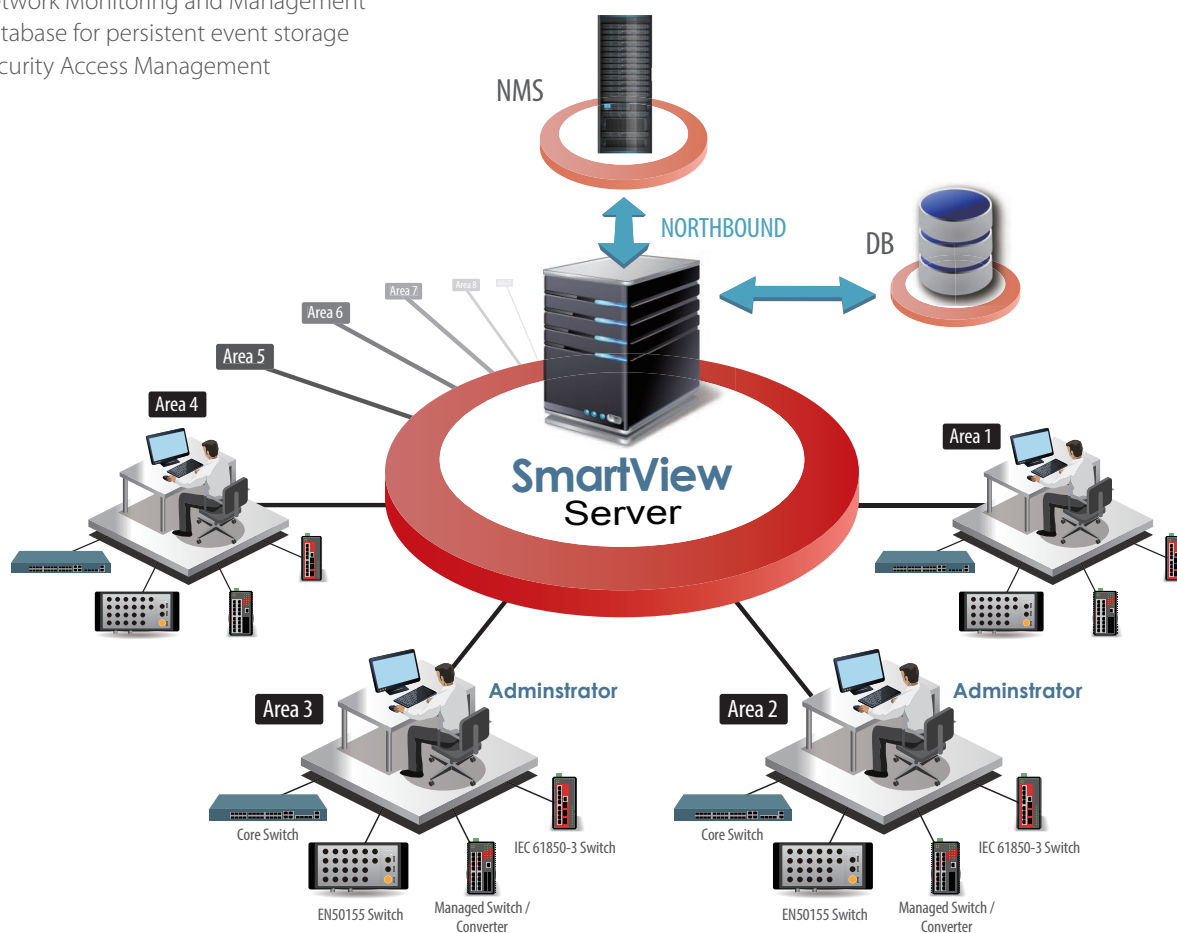 twork Monitoring and Management
tabase for persistent event storage
curity Access Management
NMS
NORTHBOUND
DB
Area 8
Area 7
Area 6
Area 5
Area 4
Area 1
SmartView
Server
Area 3
Adminstrator
Area 2
Adminstrator
Core Switch
IEC 61850-3 Switch
EN50155 Switch
Managed Switch /
Converter
Core Switch
IEC 61850-3 Switch
EN50155 Switch
Managed Switch /
Converter